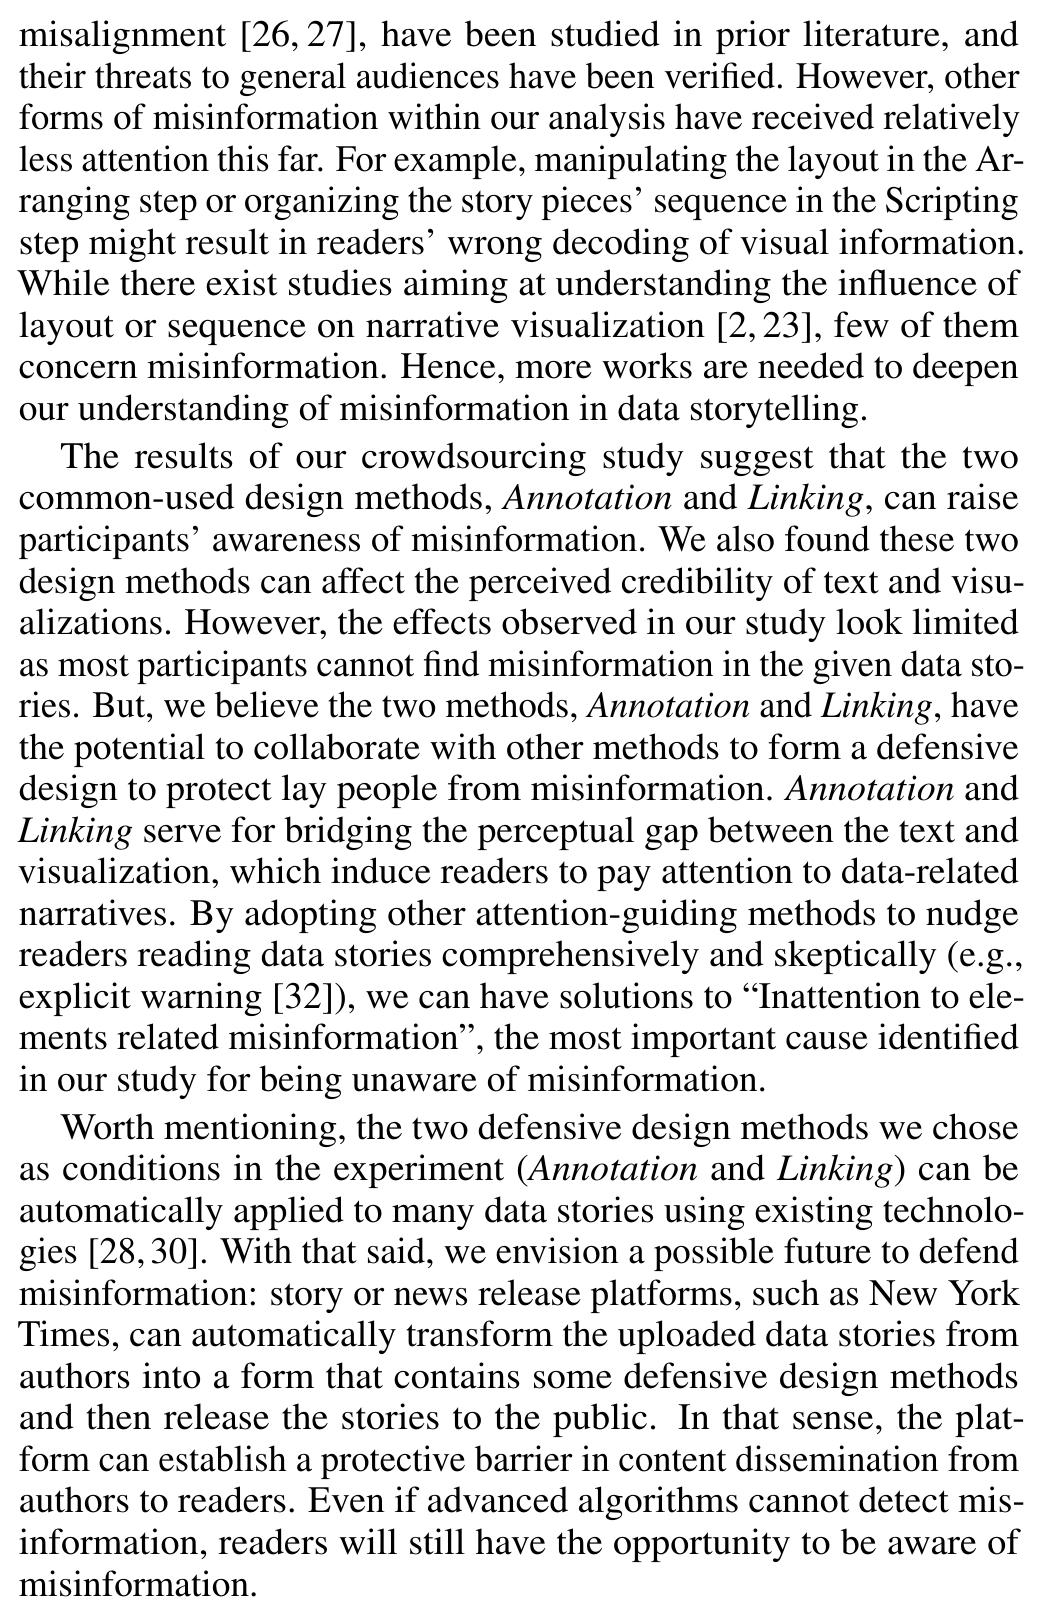 misalignment [26, 27], have been studied in prior literature, and
their threats to general audiences have been verified. However, other
forms of misinformation within our analysis have received relatively
less attention this far. For example, manipulating the layout in the Ar-
ranging step or organizing the story pieces’ sequence in the Scripting
step might result in readers’ wrong decoding of visual information.
While there exist studies aiming at understanding the influence of
layout or sequence on narrative visualization [2, 23], few of them
concern misinformation. Hence, more works are needed to deepen
our understanding of misinformation in data storytelling.
The results of our crowdsourcing study suggest that the two
common-used design methods, Annotation and Linking, can raise
participants’ awareness of misinformation. We also found these two
design methods can affect the perceived credibility of text and visu-
alizations. However, the effects observed in our study look limited
as most participants cannot find misinformation in the given data sto-
ries. But, we believe the two methods, Annotation and Linking, have
the potential to collaborate with other methods to form a defensive
design to protect lay people from misinformation. Annotation and
Linking serve for bridging the perceptual gap between the text and
visualization, which induce readers to pay attention to data-related
narratives. By adopting other attention-guiding methods to nudge
readers reading data stories comprehensively and skeptically (e.g.,
explicit warning [32]), we can have solutions to “Inattention to ele-
ments related misinformation”, the most important cause identified
in our study for being unaware of misinformation.
Worth mentioning, the two defensive design methods we chose
as conditions in the experiment (Annotation and Linking) can be
automatically applied to many data stories using existing technolo-
gies [28, 30]. With that said, we envision a possible future to defend
misinformation: story or news release platforms, such as New York
Times, can automatically transform the uploaded data stories from
authors into a form that contains some defensive design methods
and then release the stories to the public. In that sense, the plat-
form can establish a protective barrier in content dissemination from
authors to readers. Even if advanced algorithms cannot detect mis-
information, readers will still have the opportunity to be aware of
misinformation.